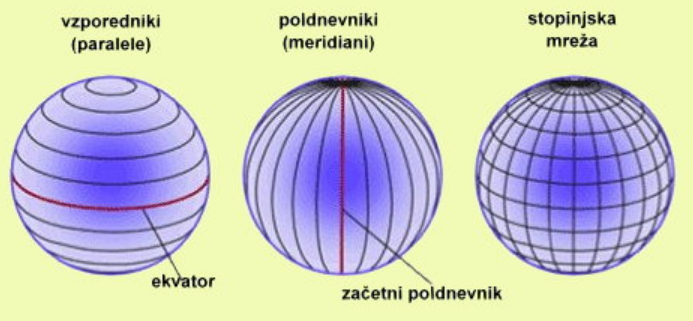 vzporedniki
(paralele)
poldnevniki
(meridiani)
stopinjska
mreža
ekvator
začetni poldnevnik